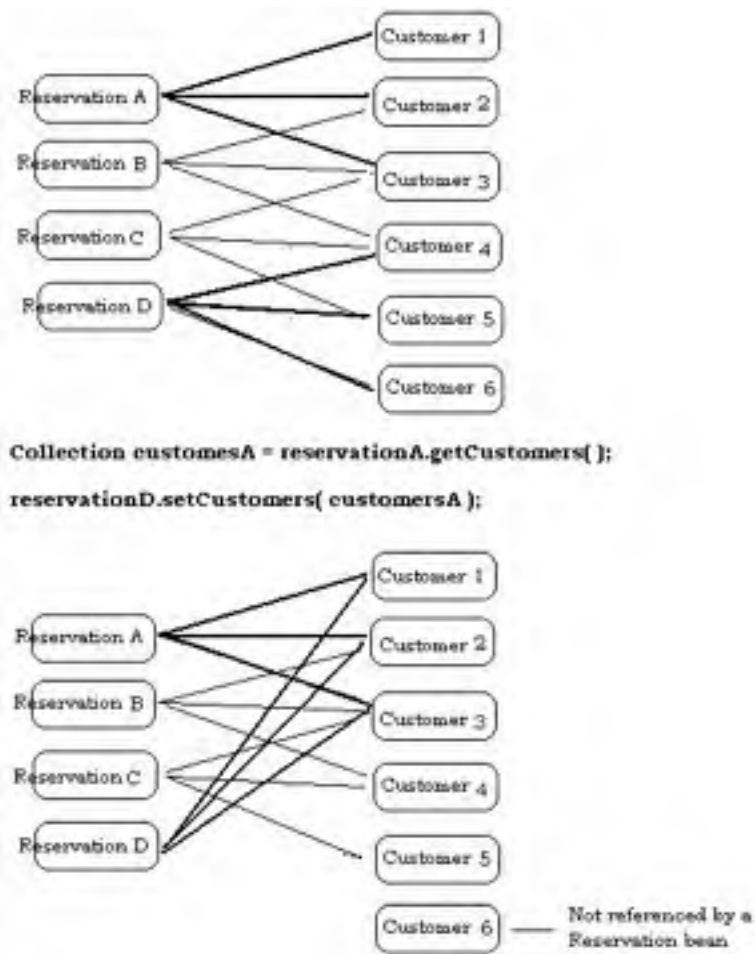 Customer 1
Reservation A
Customer 2
Reservation B
Customer 3
Reservation C
Customer 4
Reservation D
Customer 5
Customer 6
Collection customesA = reservationA.getCustomers( );
reservationD.setCustomers( customersA );
Customer 1
Reservation A
Customer 2
Reservation B
Customer 3
Reservation C
Customer 4
Reservation D
Customer 5
Customer 6
Not referenced by a
Reservation bean